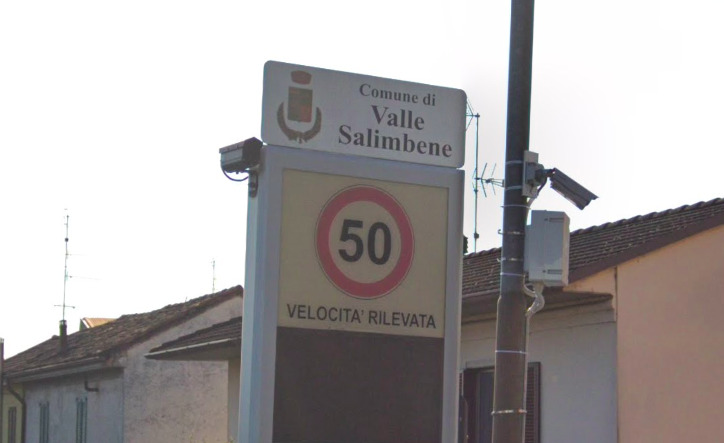 Comune di
Valle
Salimbene
50
VELOCITA' RILEVATA